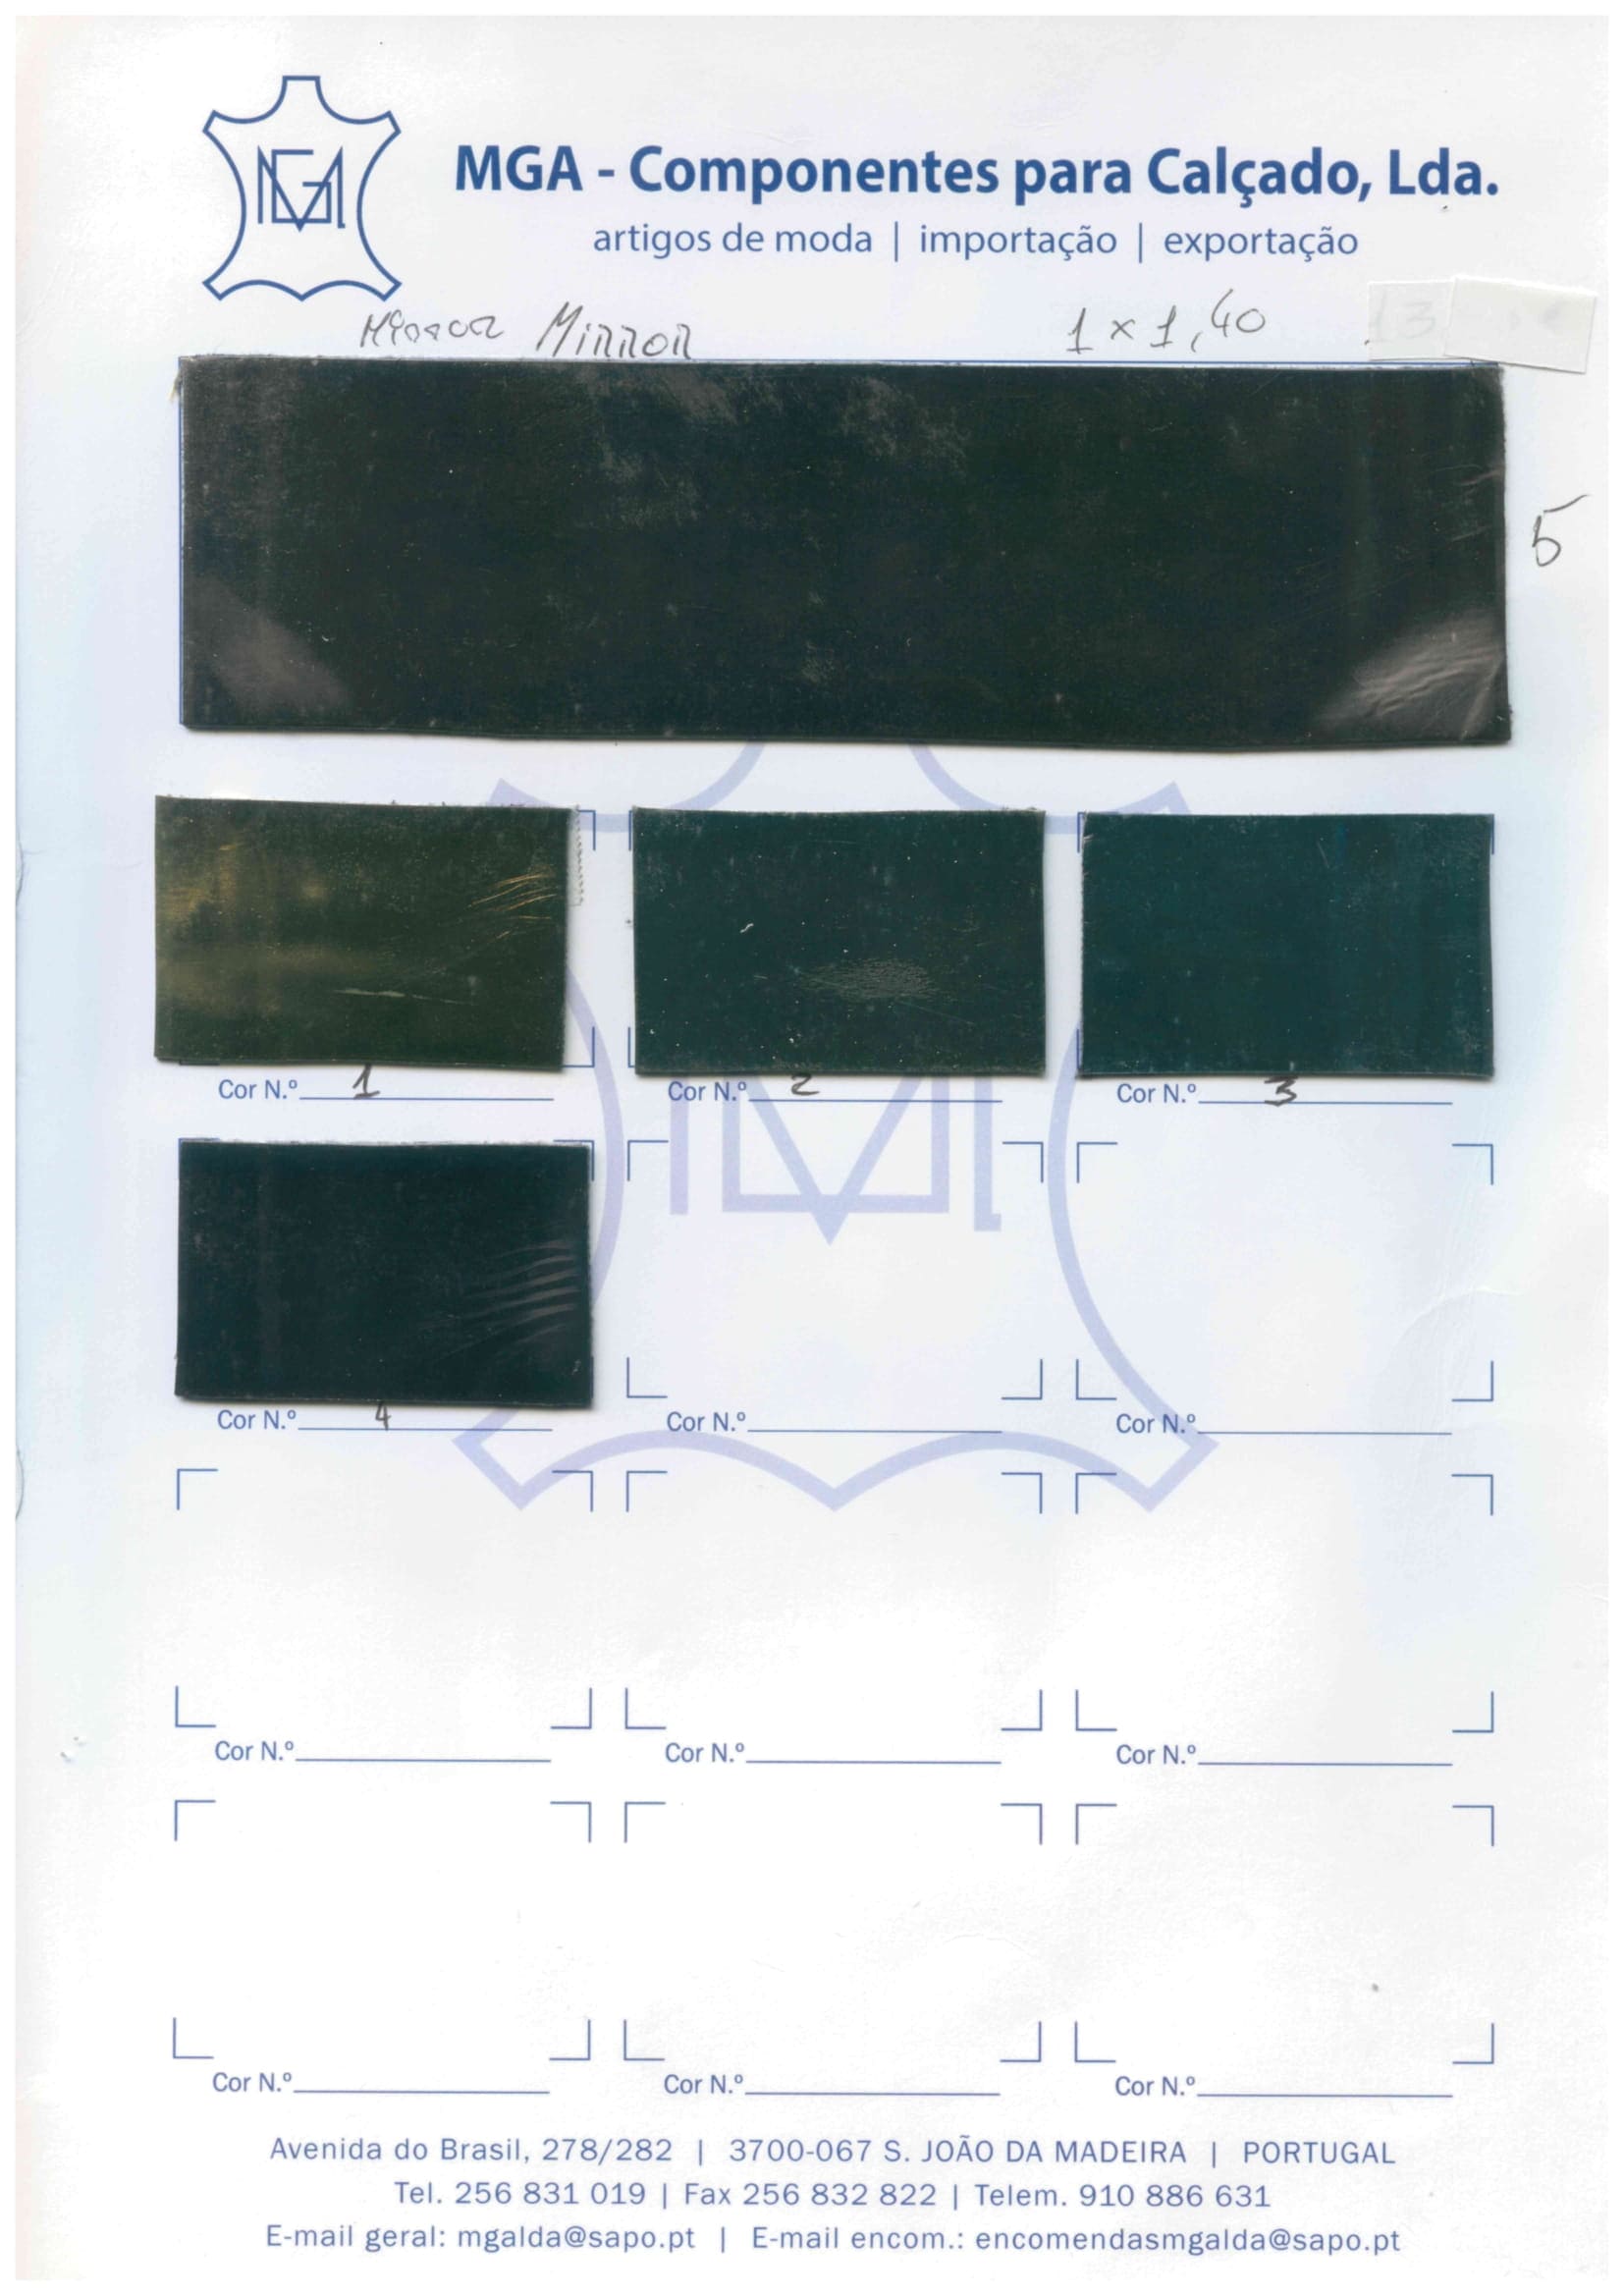 MGA
MGA - Componentes para Calçado, Lda.
artigos de moda | importação | exportação
Mirror Mirror 1 x 1,40
5
Cor N.º 1 Cor N.º 2 Cor N.º 3
Cor N.º 4 Cor N.º Cor N.º
Cor N.º Cor N.º Cor N.º
Cor N.º Cor N.º Cor N.º
Avenida do Brasil, 278/282 | 3700-067 S. JOÃO DA MADEIRA | PORTUGAL
Tel. 256 831 019 | Fax 256 832 822 | Telem. 910 886 631
E-mail geral: mgalda@sapo.pt | E-mail encom.: encomendasmgalda@sapo.pt